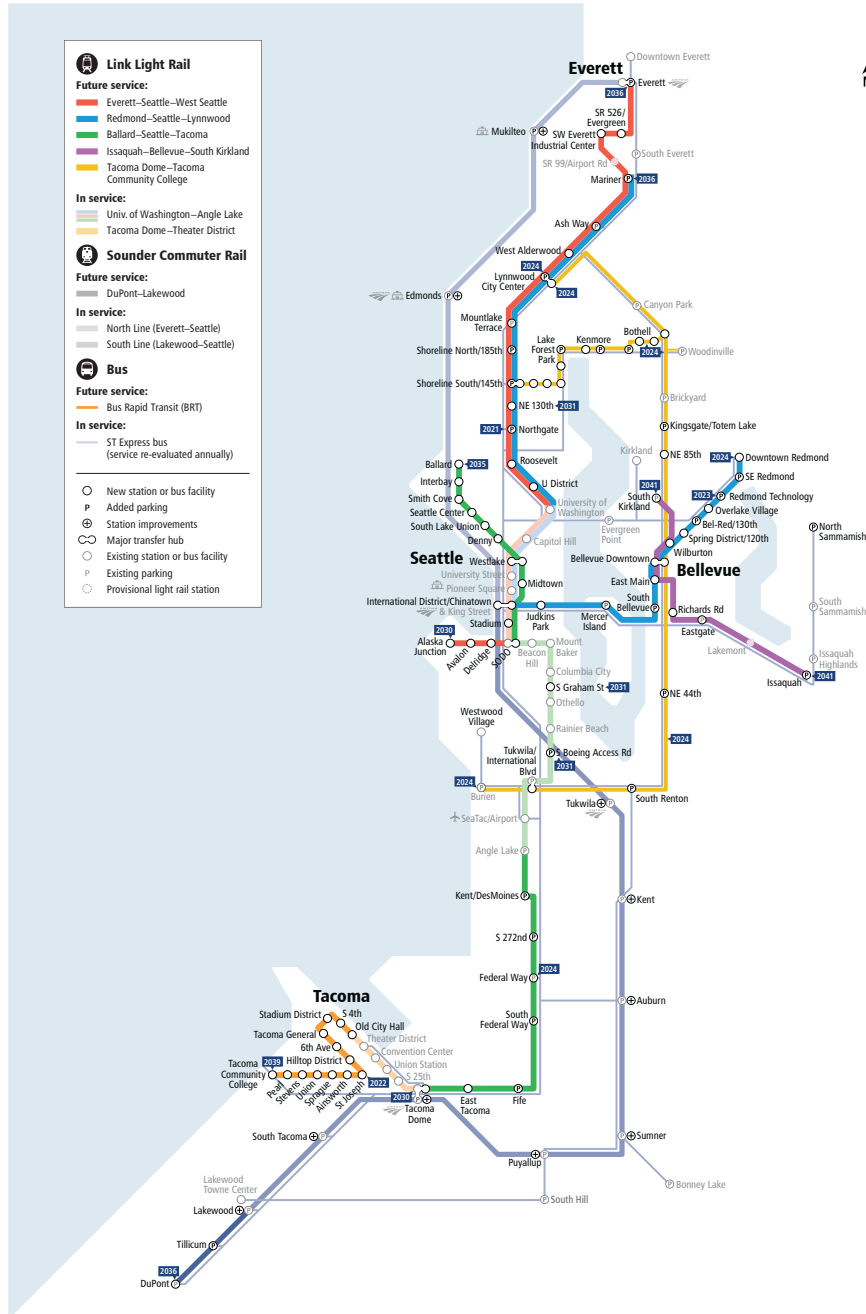 Link Light Rail
Future service:
Everett–Seattle–West Seattle
Redmond–Seattle–Lynnwood
Ballard–Seattle–Tacoma
Issaquah–Bellevue–South Kirkland
Tacoma Dome–Tacoma
Community College
In service:
Univ. of Washington–Angle Lake
Tacoma Dome–Theater District
Sounder Commuter Rail
Future service:
DuPont–Lakewood
In service:
North Line (Everett–Seattle)
South Line (Lakewood–Seattle)
Bus
Future service:
Bus Rapid Transit (BRT)
In service:
ST Express bus
(service re-evaluated annually)
New station or bus facility
P Added parking
Station improvements
Major transfer hub
Existing station or bus facility
P Existing parking
Provisional light rail station
Downtown Everett
Everett
Everett
2036
SR 526/
Evergreen
SW Everett
Industrial Center
Mukilteo
South Everett
SR 99/Airport Rd
Mariner
2036
Ash Way
West Alderwood
2024
Lynnwood
City Center
2024
Edmonds
Canyon Park
Mountlake
Terrace
Lake
Forest
Park
Kenmore
Bothell
2024
Woodinville
Shoreline North/185th
Shoreline South/145th
Brickyard
NE 130th
2031
2021
Northgate
Kingsgate/Totem Lake
Ballard
2035
Roosevelt
Kirkland
NE 85th
2024
Downtown Redmond
SE Redmond
Interbay
Smith Cove
Seattle Center
South Lake Union
Denny
U District
University of
Washington
2041
South
Kirkland
2023
Redmond Technology
Overlake Village
Bel-Red/130th
Spring District/120th
Wilburton
Evergreen
Point
North
Sammamish
Capitol Hill
Seattle
Westlake
University Street
Pioneer Square
Midtown
Bellevue Downtown
Bellevue
East Main
International District/Chinatown
& King Street
Stadium
Judkins
Park
Mercer
Island
South
Bellevue
Richards Rd
Eastgate
South
Sammamish
Lakemont
Issaquah
Highlands
Issaquah
2041
2030
Alaska
Junction
Avalon
Delridge
SODO
Beacon
Hill
Mount
Baker
Columbia City
S Graham St
2031
Othello
NE 44th
Westwood
Village
Rainier Beach
2024
Tukwila/
International
Blvd
S Boeing Access Rd
2031
2024
Burien
South Renton
Tukwila
SeaTac/Airport
Angle Lake
Kent/DesMoines
Kent
S 272nd
Federal Way
2024
Auburn
South
Federal Way
Tacoma
Stadium District
S 4th
Old City Hall
Tacoma General
Theater District
6th Ave
Convention Center
Hilltop District
Union Station
S 25th
2039
Tacoma
Community
College
Pearl
Stevens
Union
Sprague
Ainsworth
St Joseph
2022
2030
Tacoma
Dome
East
Tacoma
Fife
South Tacoma
Sumner
Puyallup
Bonney Lake
Lakewood
Towne Center
South Hill
Lakewood
Tillicum
2036
DuPont